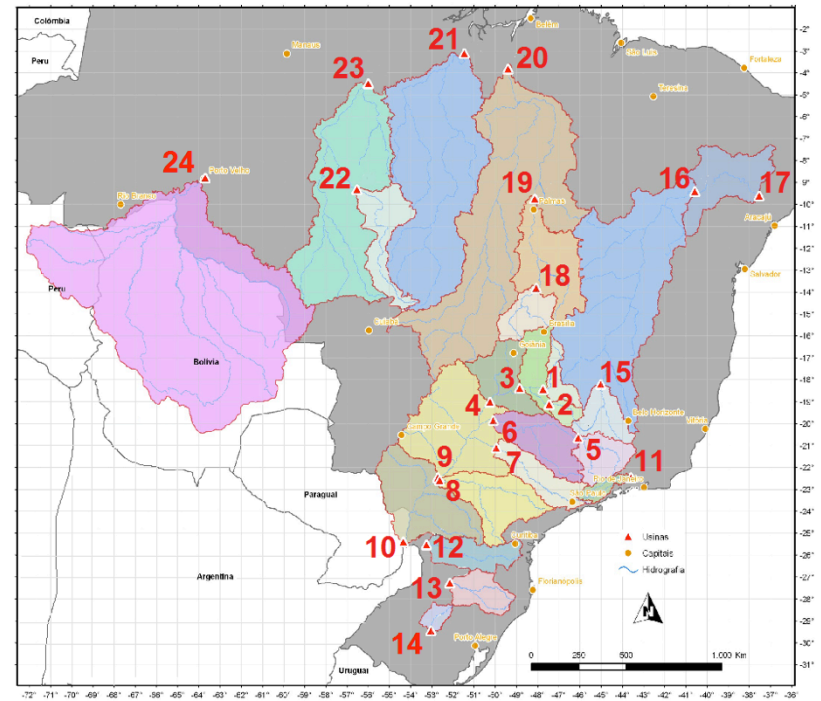 Colômbia
Peru
Manaus
Belém
São Luis
Fortaleza
Teresina
21
20
23
24
Porto Velho
Rio Branco
22
19
Palmas
16
17
Aracajú
Salvador
Peru
Bolívia
18
Brasília
Cuiabá
Goiânia
3
1
2
15
4
6
5
Belo Horizonte
Vitória
Campo Grande
7
9
8
11
Rio de Janeiro
São Paulo
Paraguai
10
12
Curitiba
13
Florianopolis
Argentina
14
Porto Alegre
Uruguai
Usinas
Capitais
Hidrografia
N
0 250 500 1.000 Km
-1°
-2°
-3°
-4°
-5°
-6°
-7°
-8°
-9°
-10°
-11°
-12°
-13°
-14°
-15°
-16°
-17°
-18°
-19°
-20°
-21°
-22°
-23°
-24°
-25°
-26°
-27°
-28°
-29°
-30°
-31°
-72° -71° -70° -69° -68° -67° -66° -65° -64° -63° -62° -61° -60° -59° -58° -57° -56° -55° -54° -53° -52° -51° -50° -49° -48° -47° -46° -45° -44° -43° -42° -41° -40° -39° -38° -37° -36°